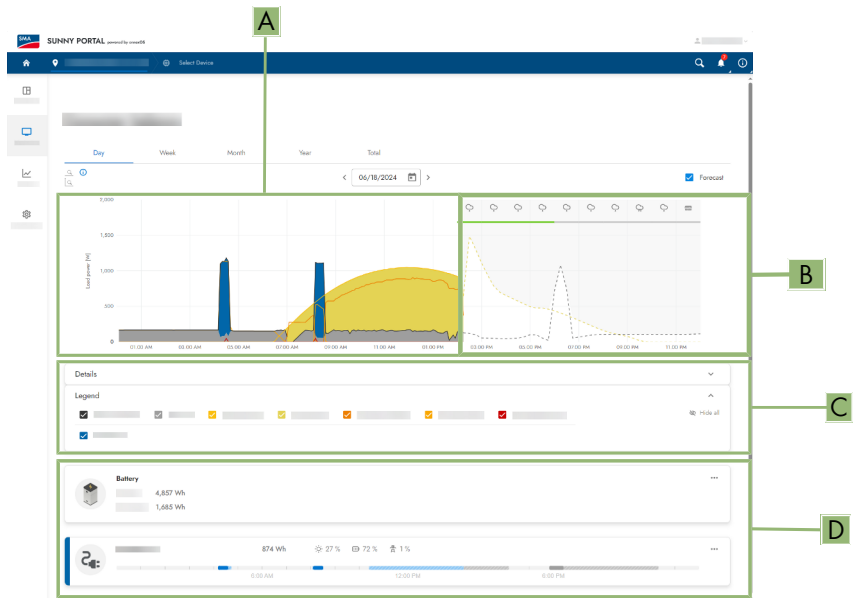 A
SMA SUNNY PORTAL powered by ennexOS
Select Device
Day Week Month Year Total
06/18/2024 Forecast
2,000
1,500
1,000
500
0
Load power [W]
01:00 AM 03:00 AM 05:00 AM 07:00 AM 09:00 AM 11:00 AM 01:00 PM 03:00 PM 05:00 PM 07:00 PM 09:00 PM 11:00 PM
B
Details
Legend
Hide all
C
Battery
4,857 Wh
1,685 Wh
D
874 Wh 27 % 72 % 1 %
6:00 AM 12:00 PM 6:00 PM